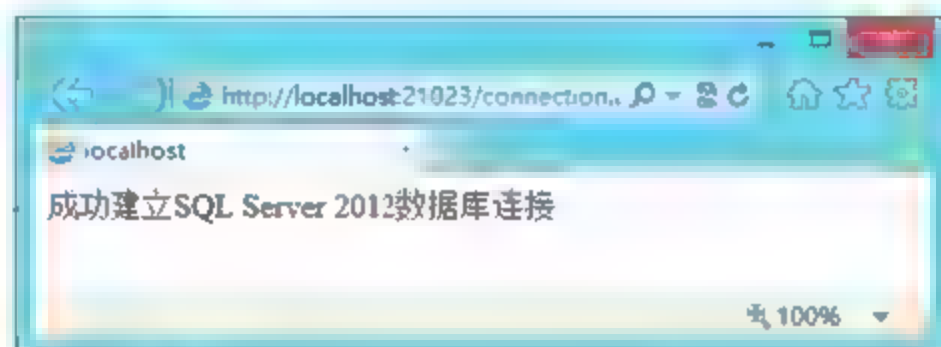 http://localhost:21023/connection..
localhost
成功建立SQL Server 2012数据库连接
100%